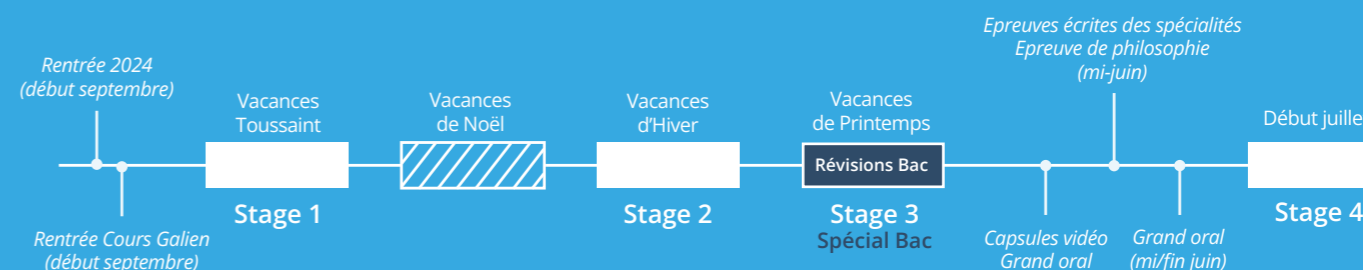 Rentrée 2024
(début septembre)
Rentrée Cours Galien
(début septembre)
Vacances
Toussaint
Stage 1
Vacances
de Noël
Vacances
d'Hiver
Stage 2
Vacances
de Printemps
Révisions Bac
Stage 3
Spécial Bac
Capsules vidéo
Grand oral
Epreuves écrites des spécialités
Epreuve de philosophie
(mi-juin)
Grand oral
(mi/fin juin)
Début juille
Stage 4